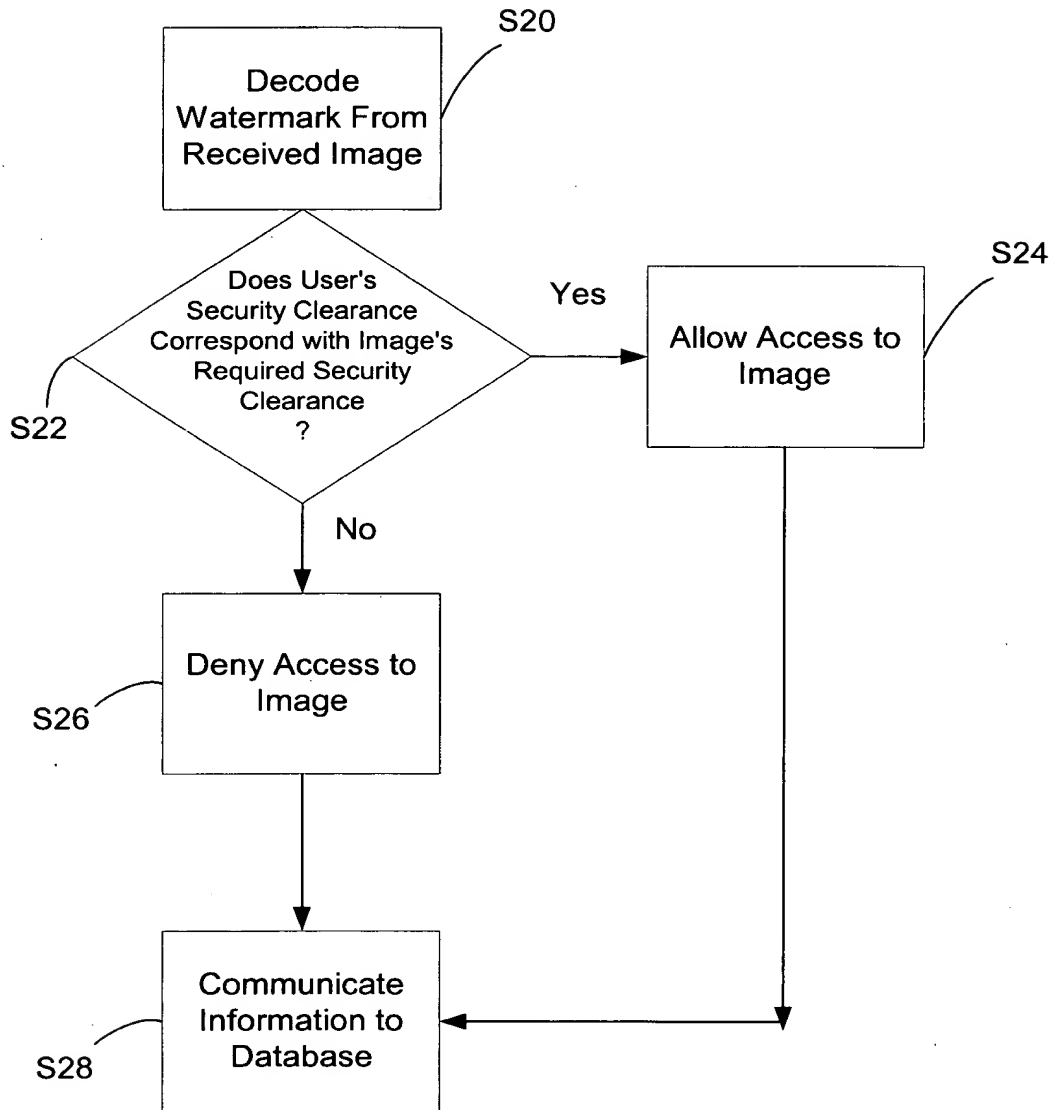 S20
Decode
Watermark From
Received Image
Does User's
Security Clearance
Correspond with Image's
Required Security
Clearance
?
S22
Yes
S24
Allow Access to
Image
No
Deny Access to
Image
S26
Communicate
Information to
Database
S28